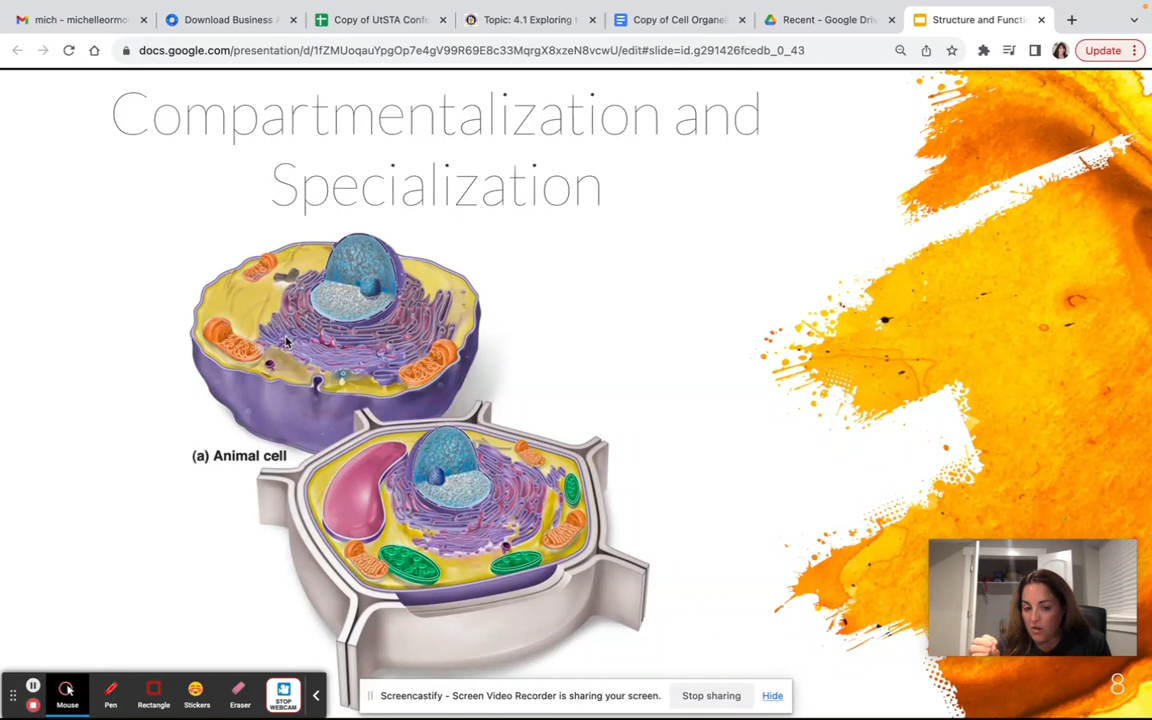 mich - michelleormo
Download Business
Copy of UtSTA Confe
Topic: 4.1 Exploring
Copy of Cell Organel
Recent - Google Driv
Structure and Functi
docs.google.com/presentation/d/1fZMUoqauYpgOp7e4gV99R69E8c33MqrgX8xzeN8vcwU/edit#slide=id.g291426fcedb_0_43
Update
Compartmentalization and
Specialization
(a) Animal cell
8
Mouse
Pen
Rectangle
Stickers
Eraser
STOP
WEBCAM
Screencastify - Screen Video Recorder is sharing your screen.
Stop sharing
Hide